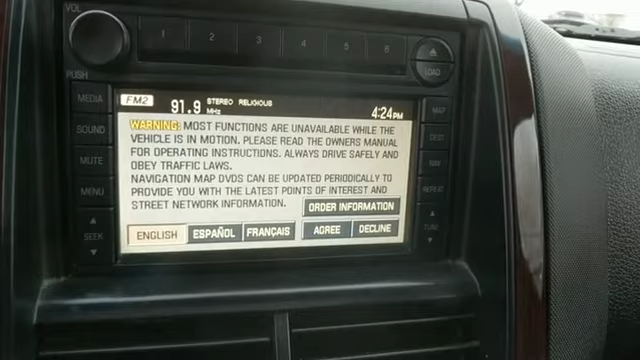 VOL
PUSH
1 2 3 4 5 6
LOAD
MEDIA
SOUND
MUTE
MENU
SEEK
MAP
DEST
NAV
REPEAT
TUNE
FM2 91.9 MHz STEREO RELIGIOUS 4:24PM
WARNING: MOST FUNCTIONS ARE UNAVAILABLE WHILE THE
VEHICLE IS IN MOTION. PLEASE READ THE OWNERS MANUAL
FOR OPERATING INSTRUCTIONS. ALWAYS DRIVE SAFELY AND
OBEY TRAFFIC LAWS.
NAVIGATION MAP DVDS CAN BE UPDATED PERIODICALLY TO
PROVIDE YOU WITH THE LATEST POINTS OF INTEREST AND
STREET NETWORK INFORMATION.
ORDER INFORMATION
ENGLISH ESPAÑOL FRANÇAIS AGREE DECLINE